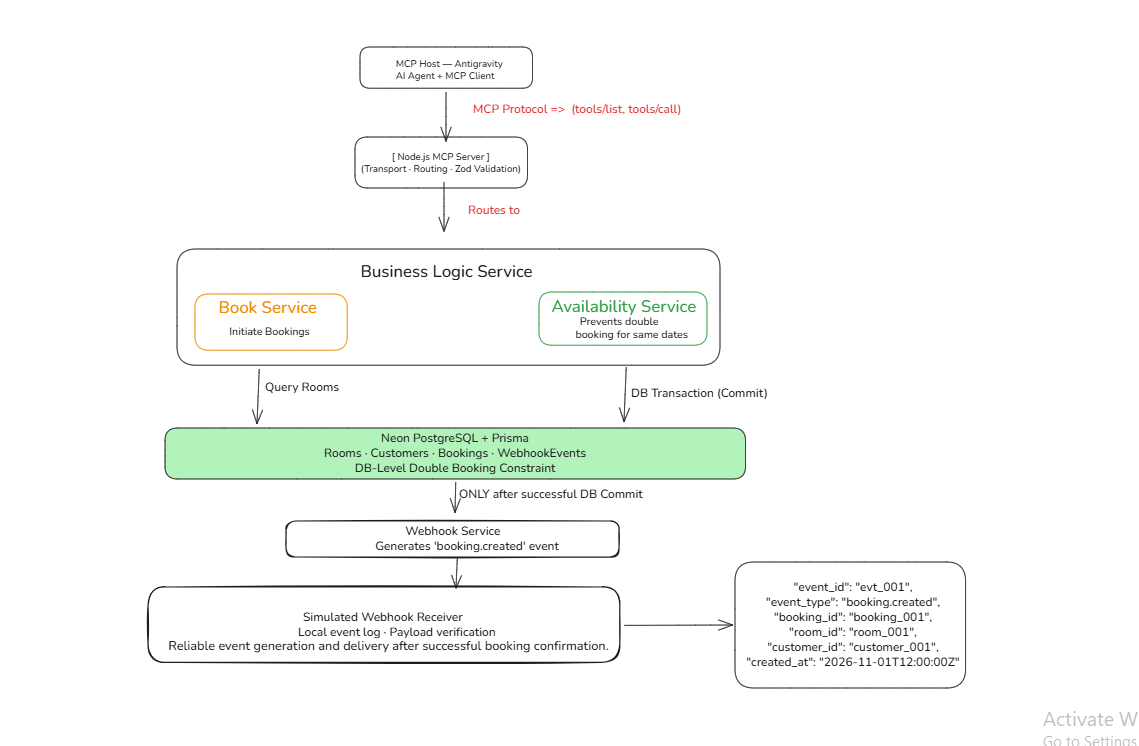 MCP Host — Antigravity
AI Agent + MCP Client
MCP Protocol => (tools/list, tools/call)
[ Node.js MCP Server ]
(Transport · Routing · Zod Validation)
Routes to
Business Logic Service
Book Service
Initiate Bookings
Availability Service
Prevents double
booking for same dates
Query Rooms
DB Transaction (Commit)
Neon PostgreSQL + Prisma
Rooms · Customers · Bookings · WebhookEvents
DB-Level Double Booking Constraint
ONLY after successful DB Commit
Webhook Service
Generates 'booking.created' event
Simulated Webhook Receiver
Local event log · Payload verification
Reliable event generation and delivery after successful booking confirmation.
"event_id": "evt_001",
"event_type": "booking.created",
"booking_id": "booking_001",
"room_id": "room_001",
"customer_id": "customer_001",
"created_at": "2026-11-01T12:00:00Z"
Activate W
Go to Settings